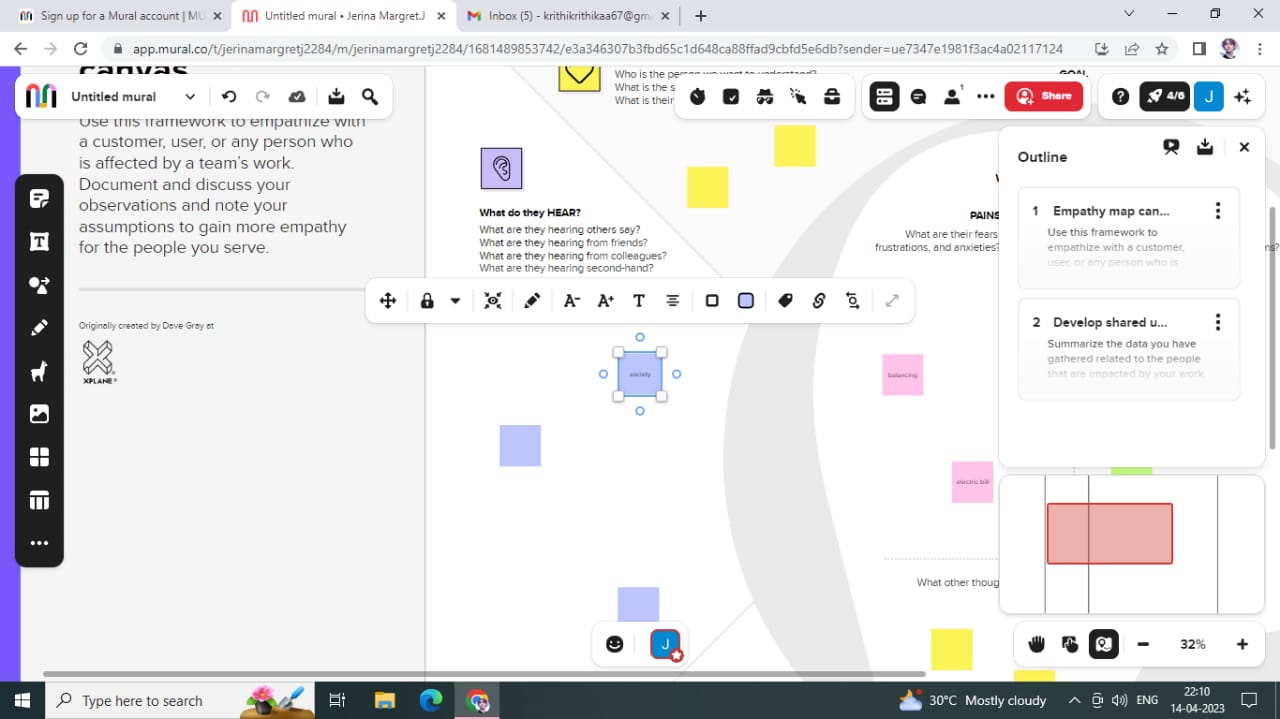 Sign up for a Mural account | MU
Untitled mural • Jerina Margret.J
Inbox (5) - krithikrithikaa67@gma
app.mural.co/t/jerinamargretj2284/m/jerinamargretj2284/1681489853742/e3a346307b3fbd65c1d648ca88ffad9cbfd5e6db?sender=ue7347e1981f3ac4a02117124
canvas
Untitled mural
Use this framework to empathize with
a customer, user, or any person who
is affected by a team's work.
Document and discuss your
observations and note your
assumptions to gain more empathy
for the people you serve.
Originally created by Dave Gray at
XPLANE
Who is the person we want to understand?
What is the s
What is their
GOAL
1
Share
4/6
J
What do they HEAR?
What are they hearing others say?
What are they hearing from friends?
What are they hearing from colleagues?
What are they hearing second-hand?
PAINS
What are their fears
frustrations, and anxieties?
Outline
1 Empathy map can...
Use this framework to
empathize with a customer,
user, or any person who is
2 Develop shared u...
Summarize the data you have
gathered related to the people
that are impacted by your work.
A- A+ T
society
balancing
electric bill
What other thoug
J
32%
Type here to search
30°C Mostly cloudy
ENG
22:10
14-04-2023